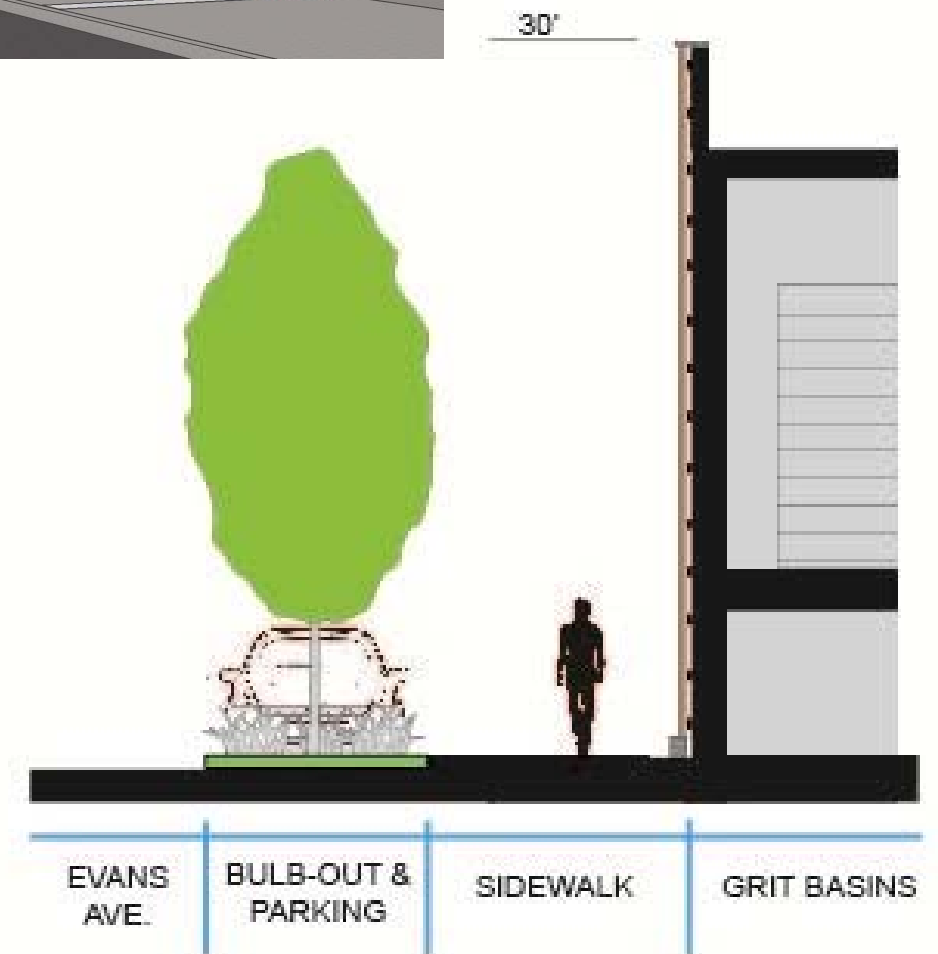 30'
EVANS
AVE.
BULB-OUT &
PARKING
SIDEWALK
GRIT BASINS